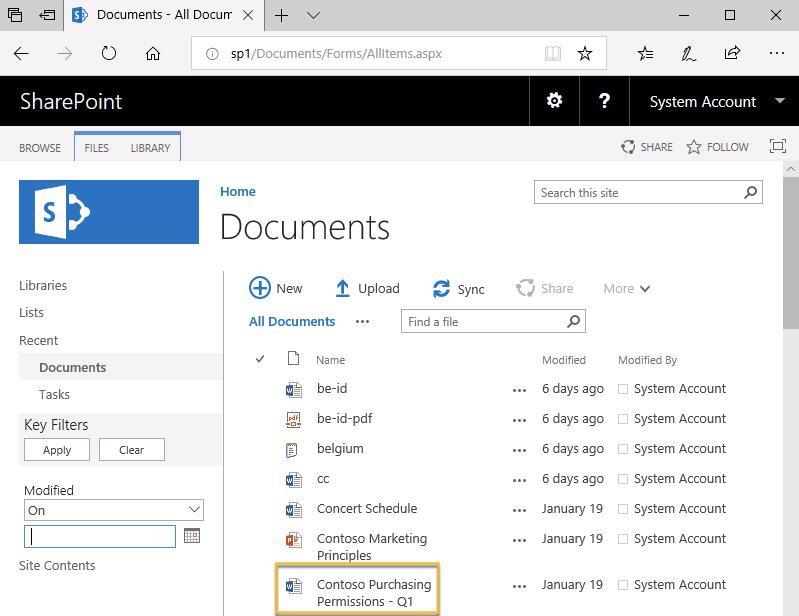 Documents - All Docum
sp1/Documents/Forms/AllItems.aspx
SharePoint
?
System Account
BROWSE FILES LIBRARY SHARE FOLLOW
S
Home
Search this site
Documents
Libraries
Lists
Recent
Documents
Tasks
Key Filters
Apply Clear
Modified
On
Site Contents
New Upload Sync Share More
All Documents ••• Find a file
Name Modified Modified By
be-id ••• 6 days ago System Account
be-id-pdf ••• 6 days ago System Account
belgium ••• 6 days ago System Account
cc ••• 6 days ago System Account
Concert Schedule ••• January 19 System Account
Contoso Marketing ••• January 19 System Account
Principles
Contoso Purchasing ••• January 19 System Account
Permissions - Q1